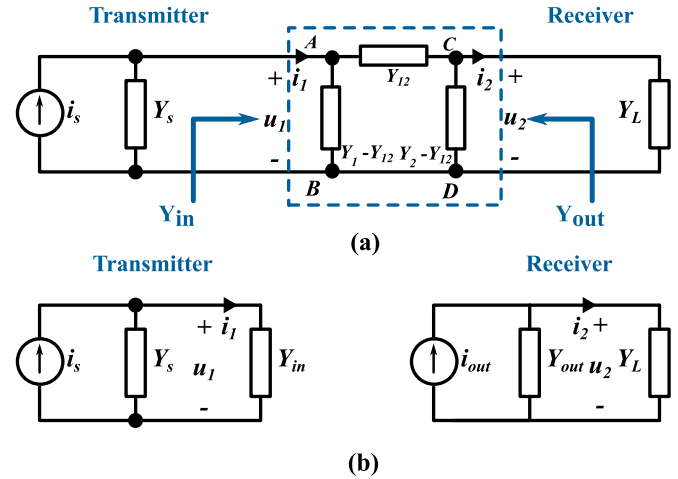 Transmitter Receiver
A C
+ i1 Y12 i2 +
is Ys u1 u2 YL
Y1 -Y12 Y2 -Y12
- -
B D
Yin Yout
(a)
Transmitter Receiver
+ i1 i2 +
is Ys u1 Yin iout Yout u2 YL
- -
(b)